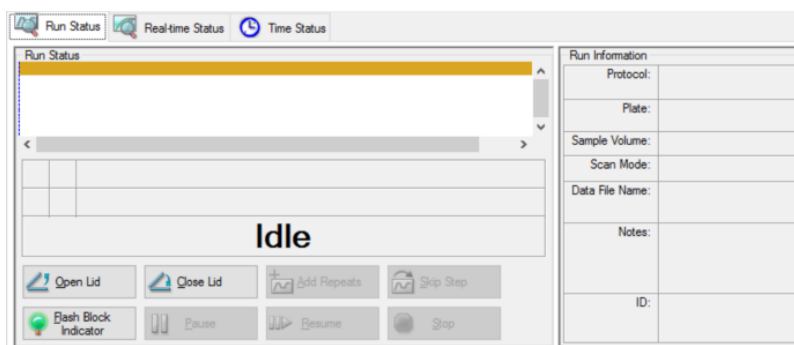 Run Status
Real-time Status
Time Status
Run Status
Idle
Open Lid
Close Lid
Add Repeats
Skip Step
Flash Block
Indicator
Pause
Resume
Stop
Run Information
Protocol:
Plate:
Sample Volume:
Scan Mode:
Data File Name:
Notes:
ID: